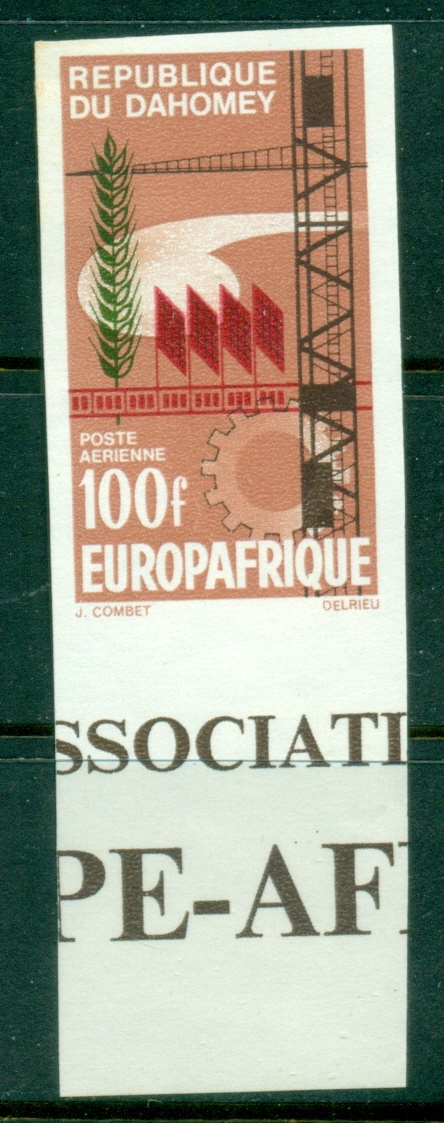 REPUBLIQUE
DU DAHOMEY
POSTE
AERIENNE
100f
EUROPAFRIQUE
J. COMBET DELRIEU
SSOCIATI
PE-AF